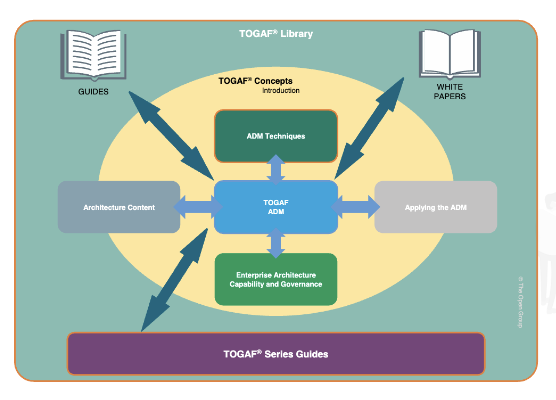 TOGAF® Library
GUIDES
WHITE
PAPERS
TOGAF® Concepts
Introduction
ADM Techniques
Architecture Content
TOGAF
ADM
Applying the ADM
Enterprise Architecture
Capability and Governance
© The Open Group
TOGAF® Series Guides